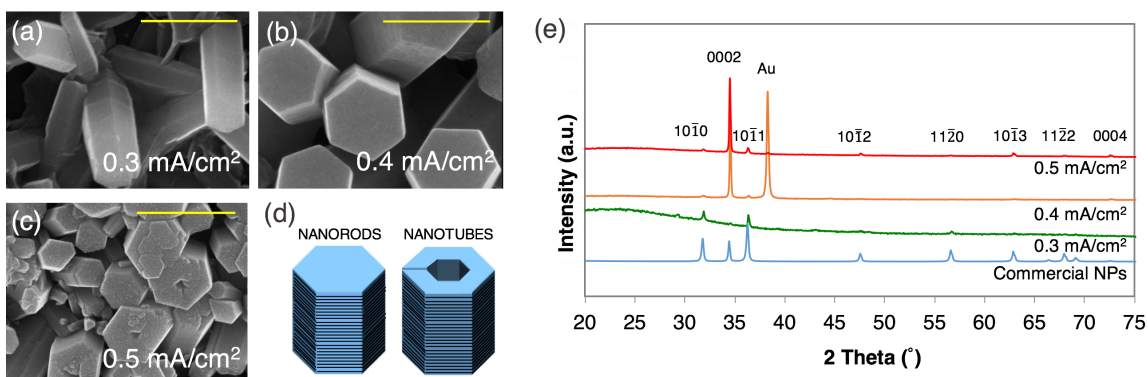 (a)
0.3 mA/cm²
(b)
0.4 mA/cm²
(c)
0.5 mA/cm²
(d)
NANORODS NANOTUBES
(e)
Intensity (a.u.)
0002
Au
101̄0 101̄1 101̄2 112̄0 101̄3 112̄2 0004
0.5 mA/cm²
0.4 mA/cm²
0.3 mA/cm²
Commercial NPs
20 25 30 35 40 45 50 55 60 65 70 75
2 Theta (˚)